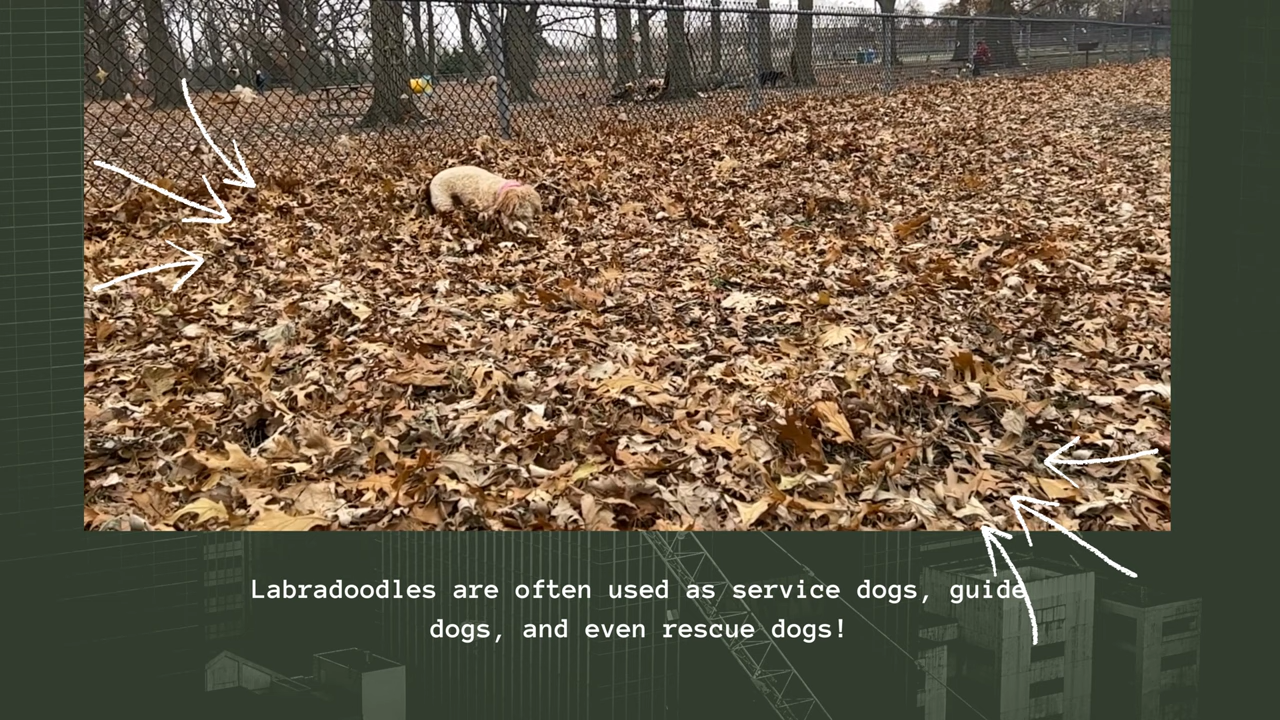 Labradoodles are often used as service dogs, guide
dogs, and even rescue dogs!